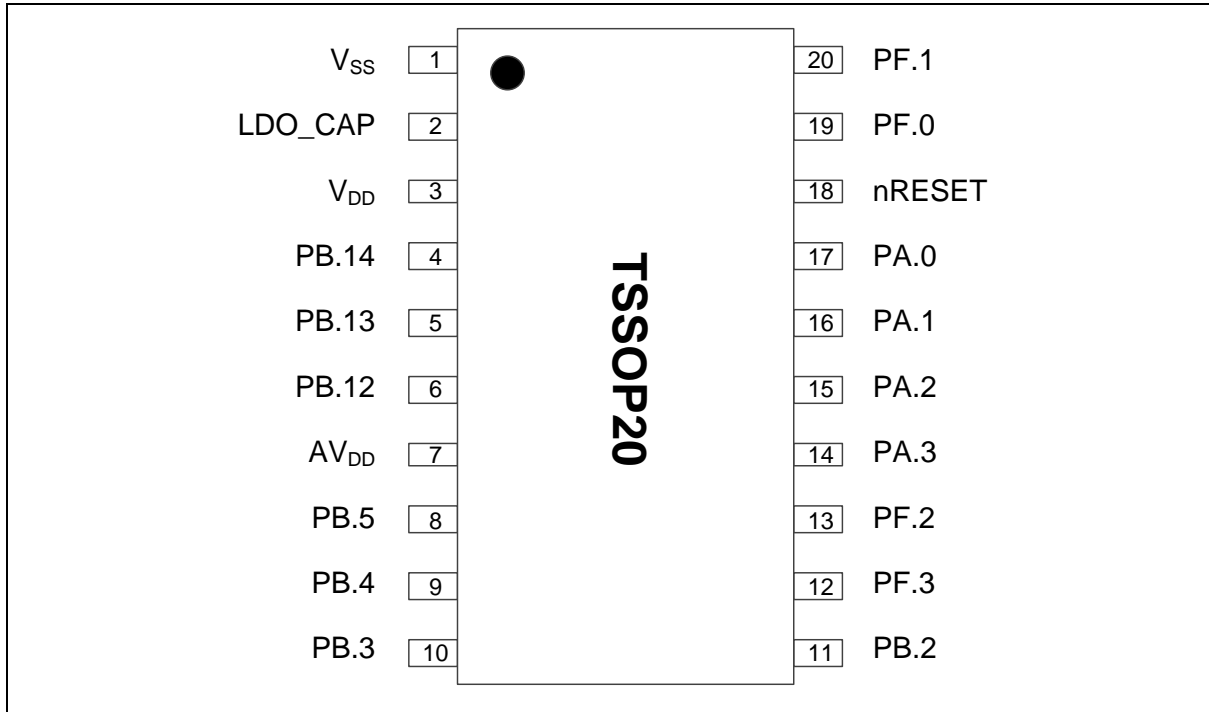 VSS 1 20 PF.1
LDO_CAP 2 19 PF.0
VDD 3 18 nRESET
PB.14 4 17 PA.0
PB.13 5 16 PA.1
PB.12 6 15 PA.2
AVDD 7 14 PA.3
PB.5 8 13 PF.2
PB.4 9 12 PF.3
PB.3 10 11 PB.2
TSSOP20